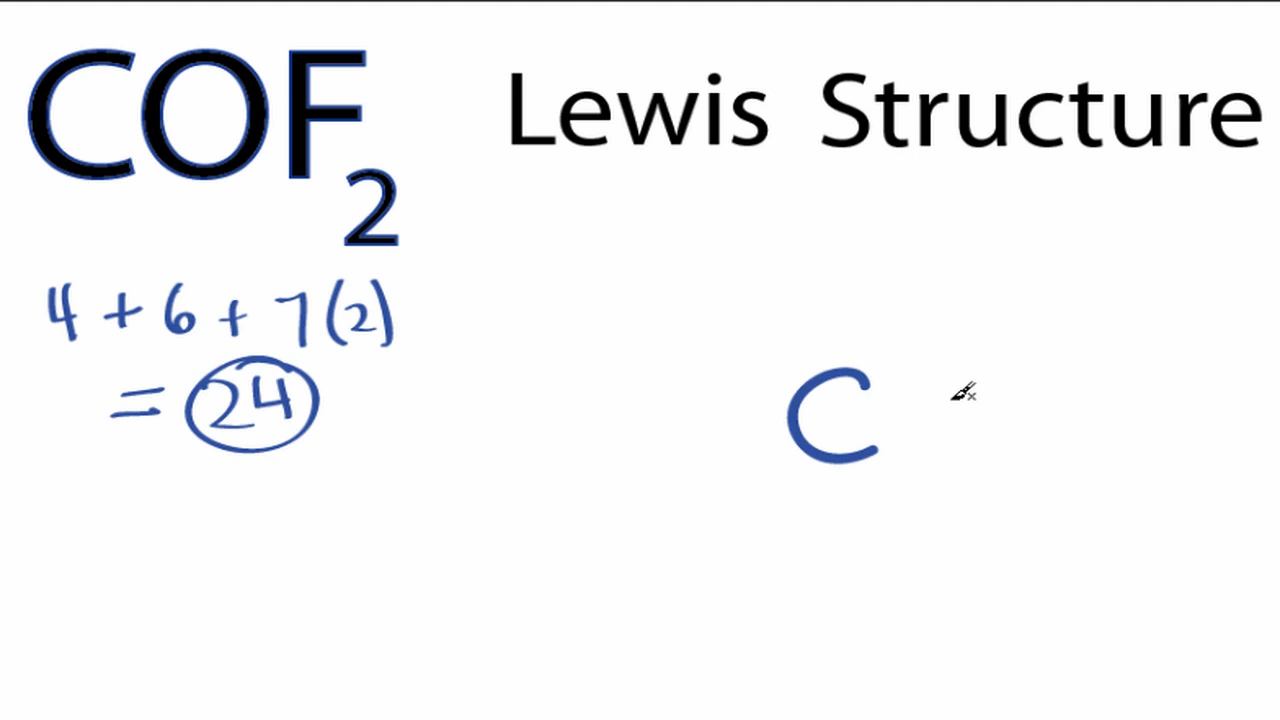 COF₂ Lewis Structure
4 + 6 + 7(2)
= 24
C